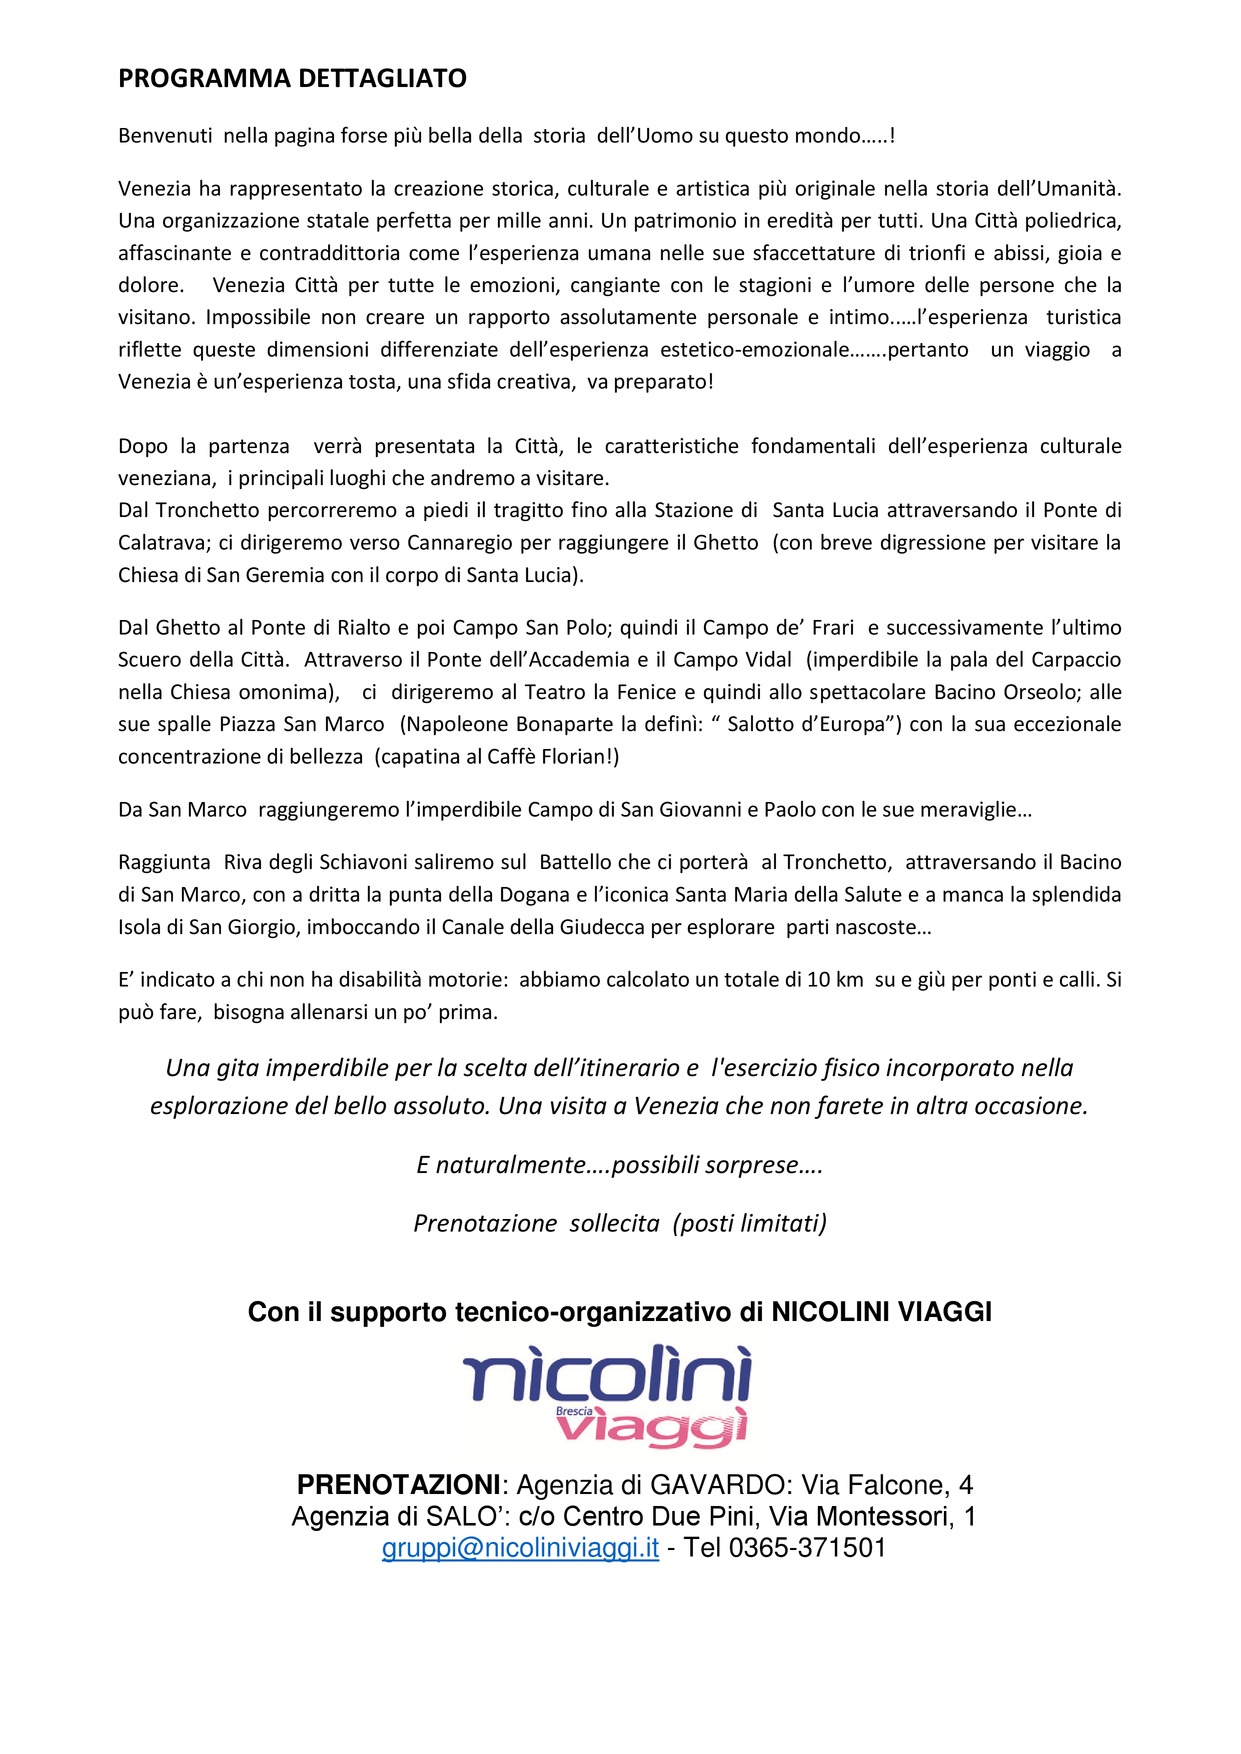 PROGRAMMA DETTAGLIATO
Benvenuti nella pagina forse più bella della storia dell’Uomo su questo mondo…..!
Venezia ha rappresentato la creazione storica, culturale e artistica più originale nella storia dell’Umanità.
Una organizzazione statale perfetta per mille anni. Un patrimonio in eredità per tutti. Una Città poliedrica,
affascinante e contraddittoria come l’esperienza umana nelle sue sfaccettature di trionfi e abissi, gioia e
dolore. Venezia Città per tutte le emozioni, cangiante con le stagioni e l’umore delle persone che la
visitano. Impossibile non creare un rapporto assolutamente personale e intimo..…l’esperienza turistica
riflette queste dimensioni differenziate dell’esperienza estetico-emozionale…….pertanto un viaggio a
Venezia è un’esperienza tosta, una sfida creativa, va preparato!
Dopo la partenza verrà presentata la Città, le caratteristiche fondamentali dell’esperienza culturale
veneziana, i principali luoghi che andremo a visitare.
Dal Tronchetto percorreremo a piedi il tragitto fino alla Stazione di Santa Lucia attraversando il Ponte di
Calatrava; ci dirigeremo verso Cannaregio per raggiungere il Ghetto (con breve digressione per visitare la
Chiesa di San Geremia con il corpo di Santa Lucia).
Dal Ghetto al Ponte di Rialto e poi Campo San Polo; quindi il Campo de’ Frari e successivamente l’ultimo
Scuero della Città. Attraverso il Ponte dell’Accademia e il Campo Vidal (imperdibile la pala del Carpaccio
nella Chiesa omonima), ci dirigeremo al Teatro la Fenice e quindi allo spettacolare Bacino Orseolo; alle
sue spalle Piazza San Marco (Napoleone Bonaparte la definì: “ Salotto d’Europa”) con la sua eccezionale
concentrazione di bellezza (capatina al Caffè Florian!)
Da San Marco raggiungeremo l’imperdibile Campo di San Giovanni e Paolo con le sue meraviglie…
Raggiunta Riva degli Schiavoni saliremo sul Battello che ci porterà al Tronchetto, attraversando il Bacino
di San Marco, con a dritta la punta della Dogana e l’iconica Santa Maria della Salute e a manca la splendida
Isola di San Giorgio, imboccando il Canale della Giudecca per esplorare parti nascoste…
E’ indicato a chi non ha disabilità motorie: abbiamo calcolato un totale di 10 km su e giù per ponti e calli. Si
può fare, bisogna allenarsi un po’ prima.
Una gita imperdibile per la scelta dell’itinerario e l'esercizio fisico incorporato nella
esplorazione del bello assoluto. Una visita a Venezia che non farete in altra occasione.
E naturalmente….possibili sorprese….
Prenotazione sollecita (posti limitati)
Con il supporto tecnico-organizzativo di NICOLINI VIAGGI
nìcolìnì
Brescia
vìaggì
PRENOTAZIONI: Agenzia di GAVARDO: Via Falcone, 4
Agenzia di SALO’: c/o Centro Due Pini, Via Montessori, 1
gruppi@nicoliniviaggi.it - Tel 0365-371501